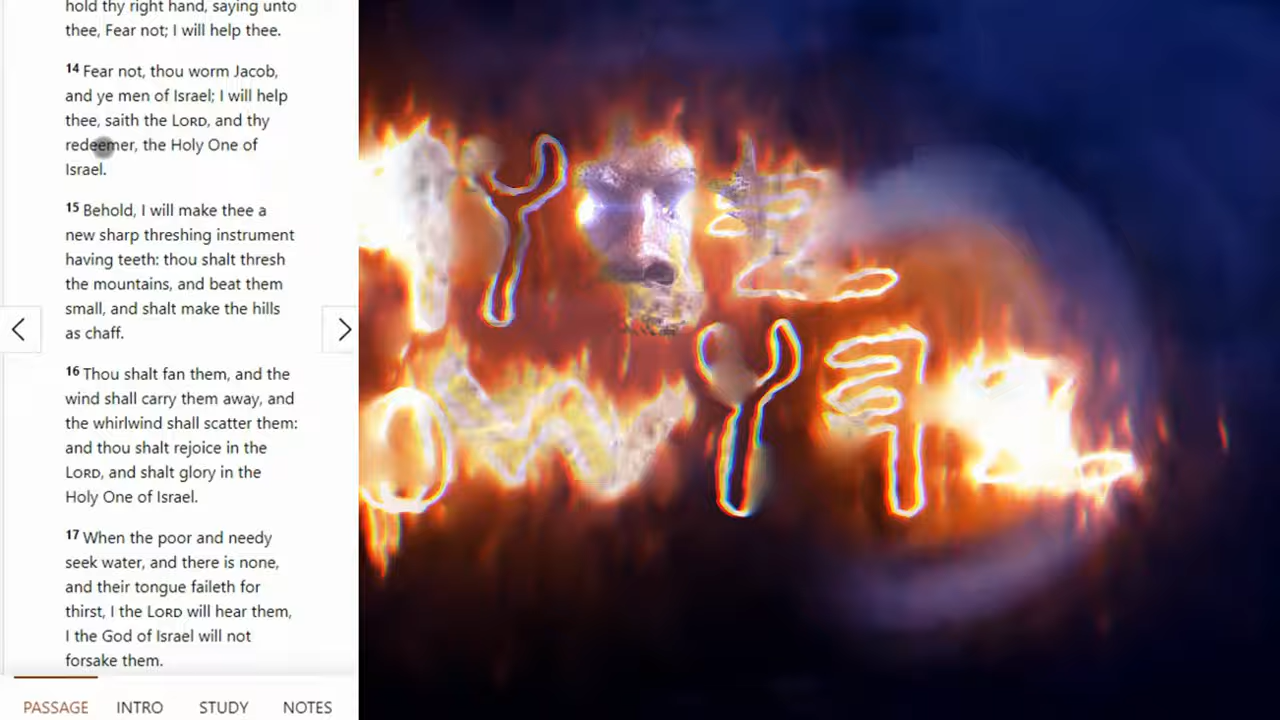 hold thy right hand, saying unto
thee, Fear not; I will help thee.
14 Fear not, thou worm Jacob,
and ye men of Israel; I will help
thee, saith the LORD, and thy
redeemer, the Holy One of
Israel.
15 Behold, I will make thee a
new sharp threshing instrument
having teeth: thou shalt thresh
the mountains, and beat them
small, and shalt make the hills
as chaff.
16 Thou shalt fan them, and the
wind shall carry them away, and
the whirlwind shall scatter them:
and thou shalt rejoice in the
LORD, and shalt glory in the
Holy One of Israel.
17 When the poor and needy
seek water, and there is none,
and their tongue faileth for
thirst, I the LORD will hear them,
I the God of Israel will not
forsake them.
PASSAGE INTRO STUDY NOTES